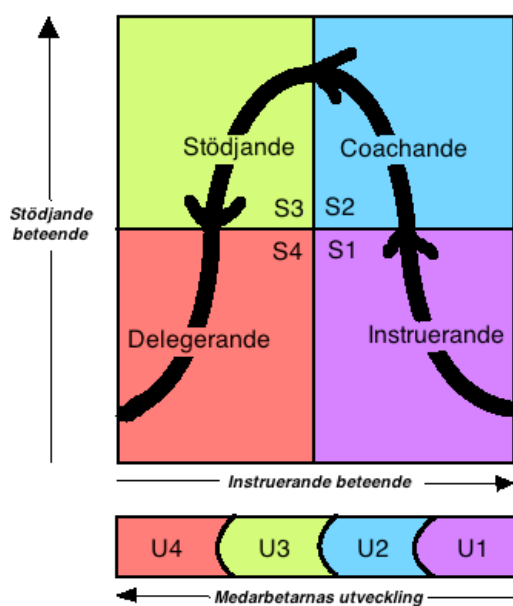 Stödjande
Coachande
Stödjande
beteende
S3
S2
S4
S1
Delegerande
Instruerande
Instruerande beteende
U4
U3
U2
U1
Medarbetarnas utveckling